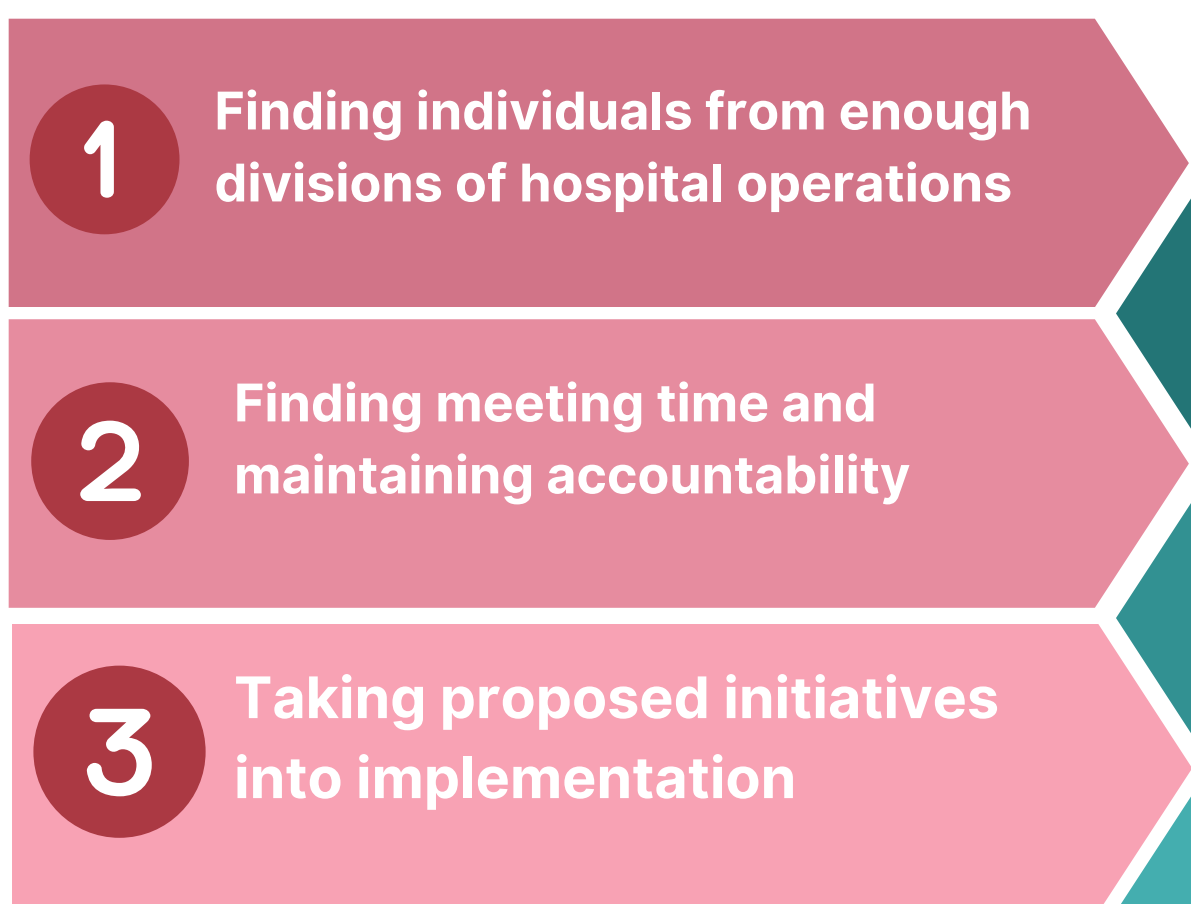 1
Finding individuals from enough
divisions of hospital operations
2
Finding meeting time and
maintaining accountability
3
Taking proposed initiatives
into implementation